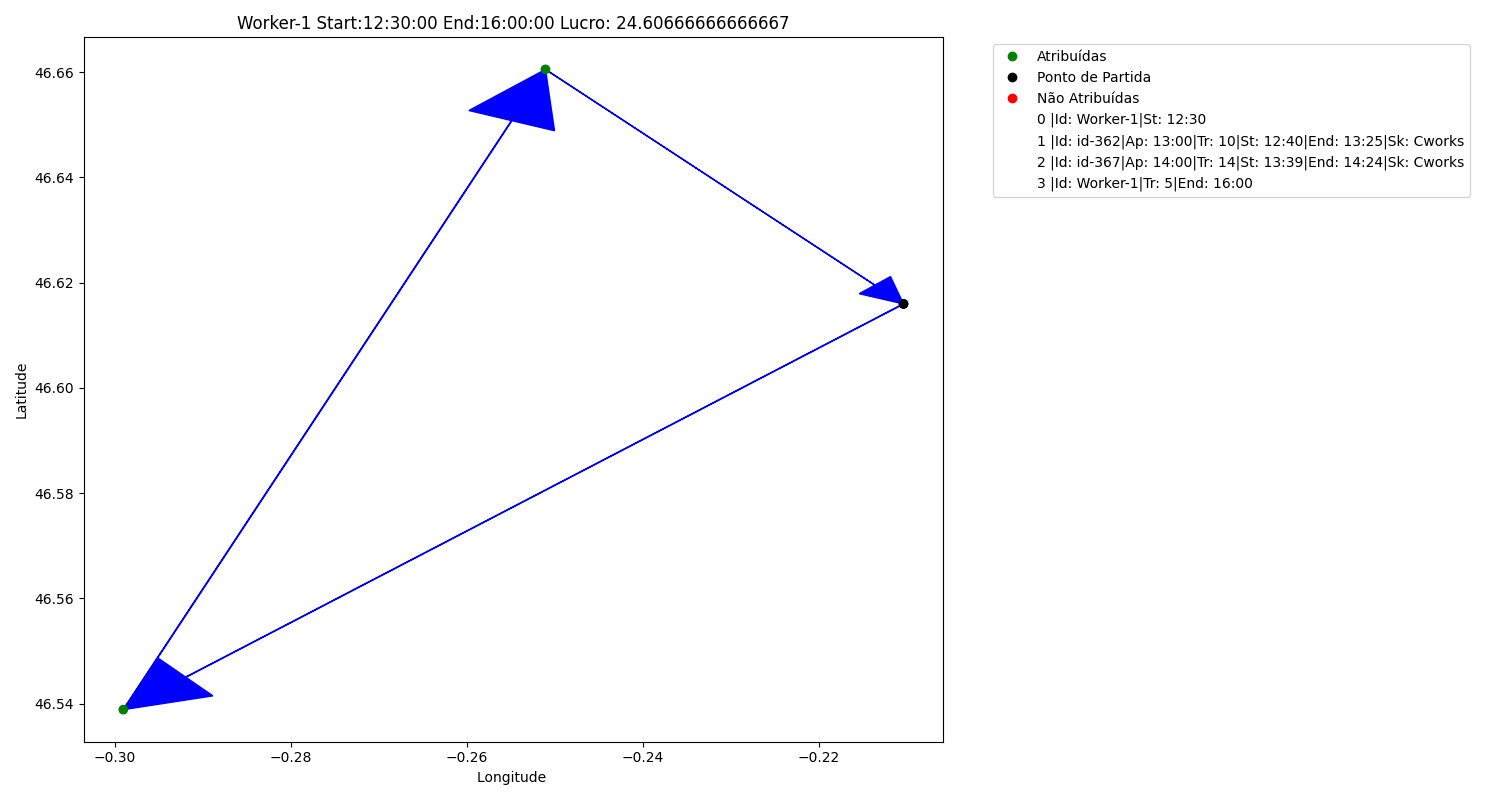 Worker-1 Start:12:30:00 End:16:00:00 Lucro: 24.60666666666667
46.66
46.64
46.62
46.60
46.58
46.56
46.54
Latitude
−0.30
−0.28
−0.26
−0.24
−0.22
Longitude
Atribuídas
Ponto de Partida
Não Atribuídas
0 |Id: Worker-1|St: 12:30
1 |Id: id-362|Ap: 13:00|Tr: 10|St: 12:40|End: 13:25|Sk: Cworks
2 |Id: id-367|Ap: 14:00|Tr: 14|St: 13:39|End: 14:24|Sk: Cworks
3 |Id: Worker-1|Tr: 5|End: 16:00